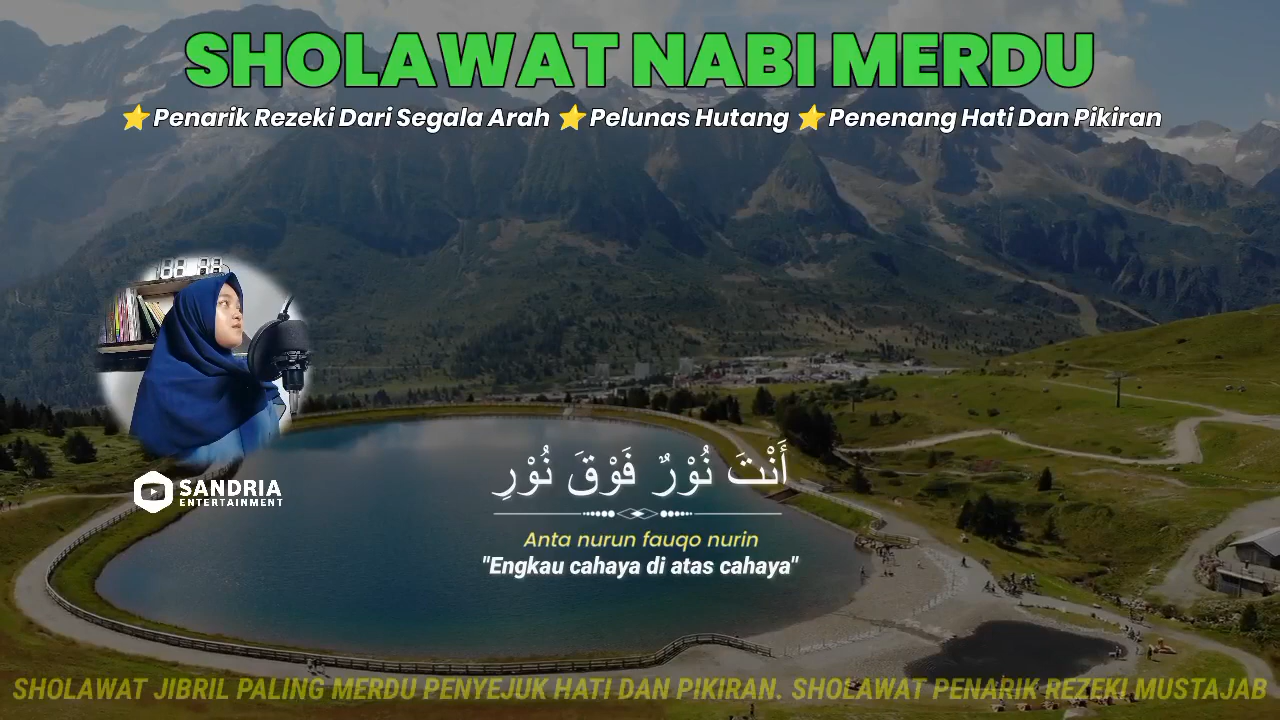 SHOLAWAT NABI MERDU
⭐Penarik Rezeki Dari Segala Arah ⭐Pelunas Hutang ⭐Penenang Hati Dan Pikiran
SANDRIA
ENTERTAINMENT
أَنْتَ نُوْرٌ فَوْقَ نُوْرِ
Anta nurun fauqo nurin
"Engkau cahaya di atas cahaya"
SHOLAWAT JIBRIL PALING MERDU PENYEJUK HATI DAN PIKIRAN. SHOLAWAT PENARIK REZEKI MUSTAJAB